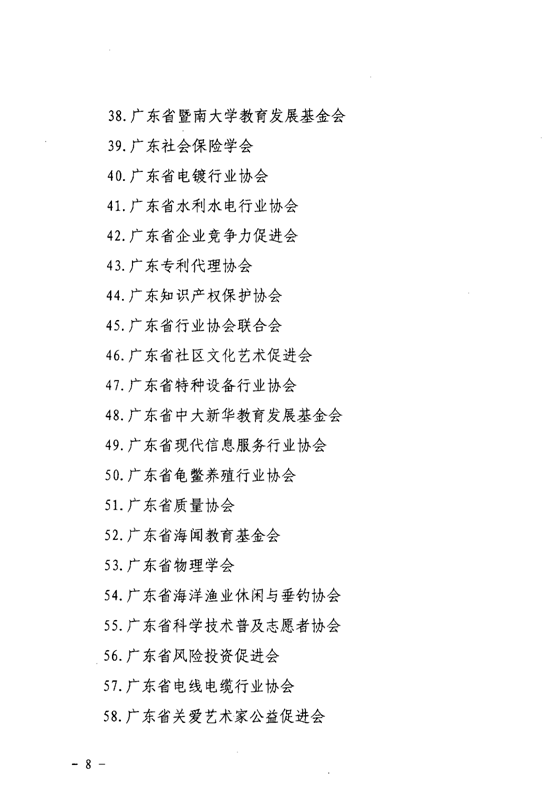 38.广东省暨南大学教育发展基金会
39.广东社会保险学会
40.广东省电镀行业协会
41.广东省水利水电行业协会
42.广东省企业竞争力促进会
43.广东专利代理协会
44.广东知识产权保护协会
45.广东省行业协会联合会
46.广东省社区文化艺术促进会
47.广东省特种设备行业协会
48.广东省中大新华教育发展基金会
49.广东省现代信息服务行业协会
50.广东省龟鳖养殖行业协会
51.广东省质量协会
52.广东省海闻教育基金会
53.广东省物理学会
54.广东省海洋渔业休闲与垂钓协会
55.广东省科学技术普及志愿者协会
56.广东省风险投资促进会
57.广东省电线电缆行业协会
58.广东省关爱艺术家公益促进会
- 8 -